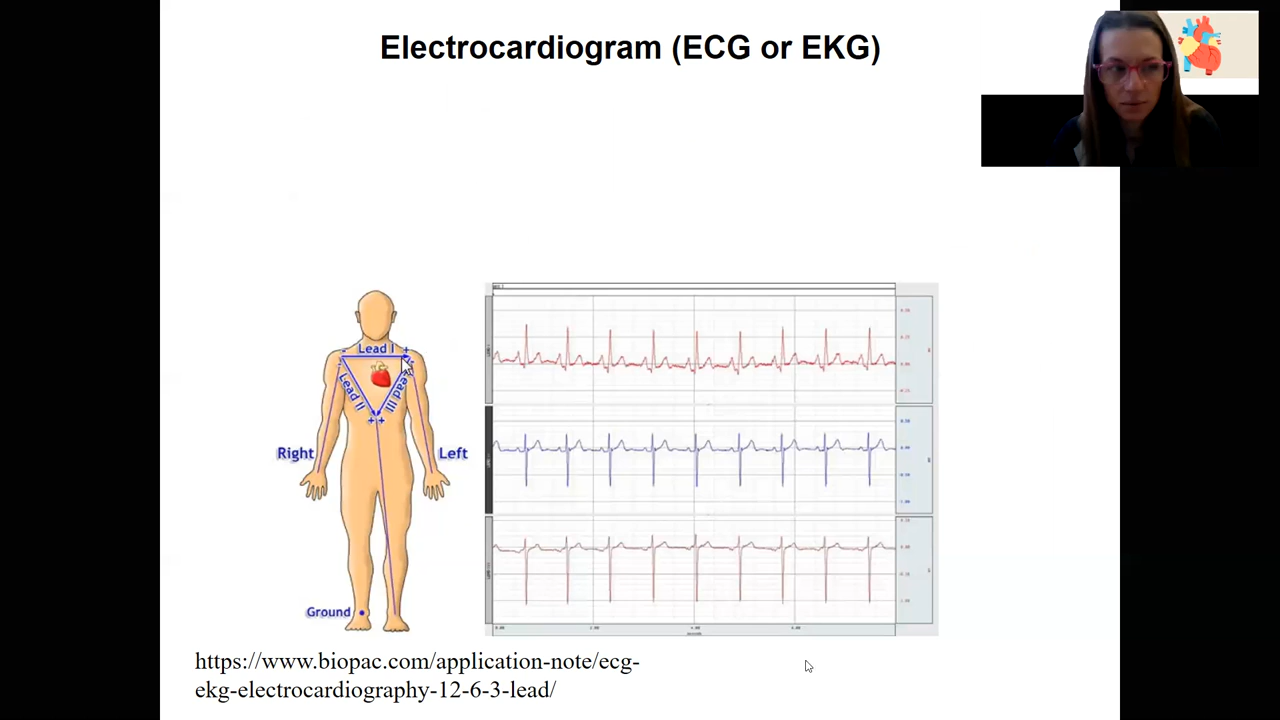 Electrocardiogram (ECG or EKG)
Lead I
- +
Lead II
Lead III
+ +
Right
Left
Ground
https://www.biopac.com/application-note/ecg-
ekg-electrocardiography-12-6-3-lead/